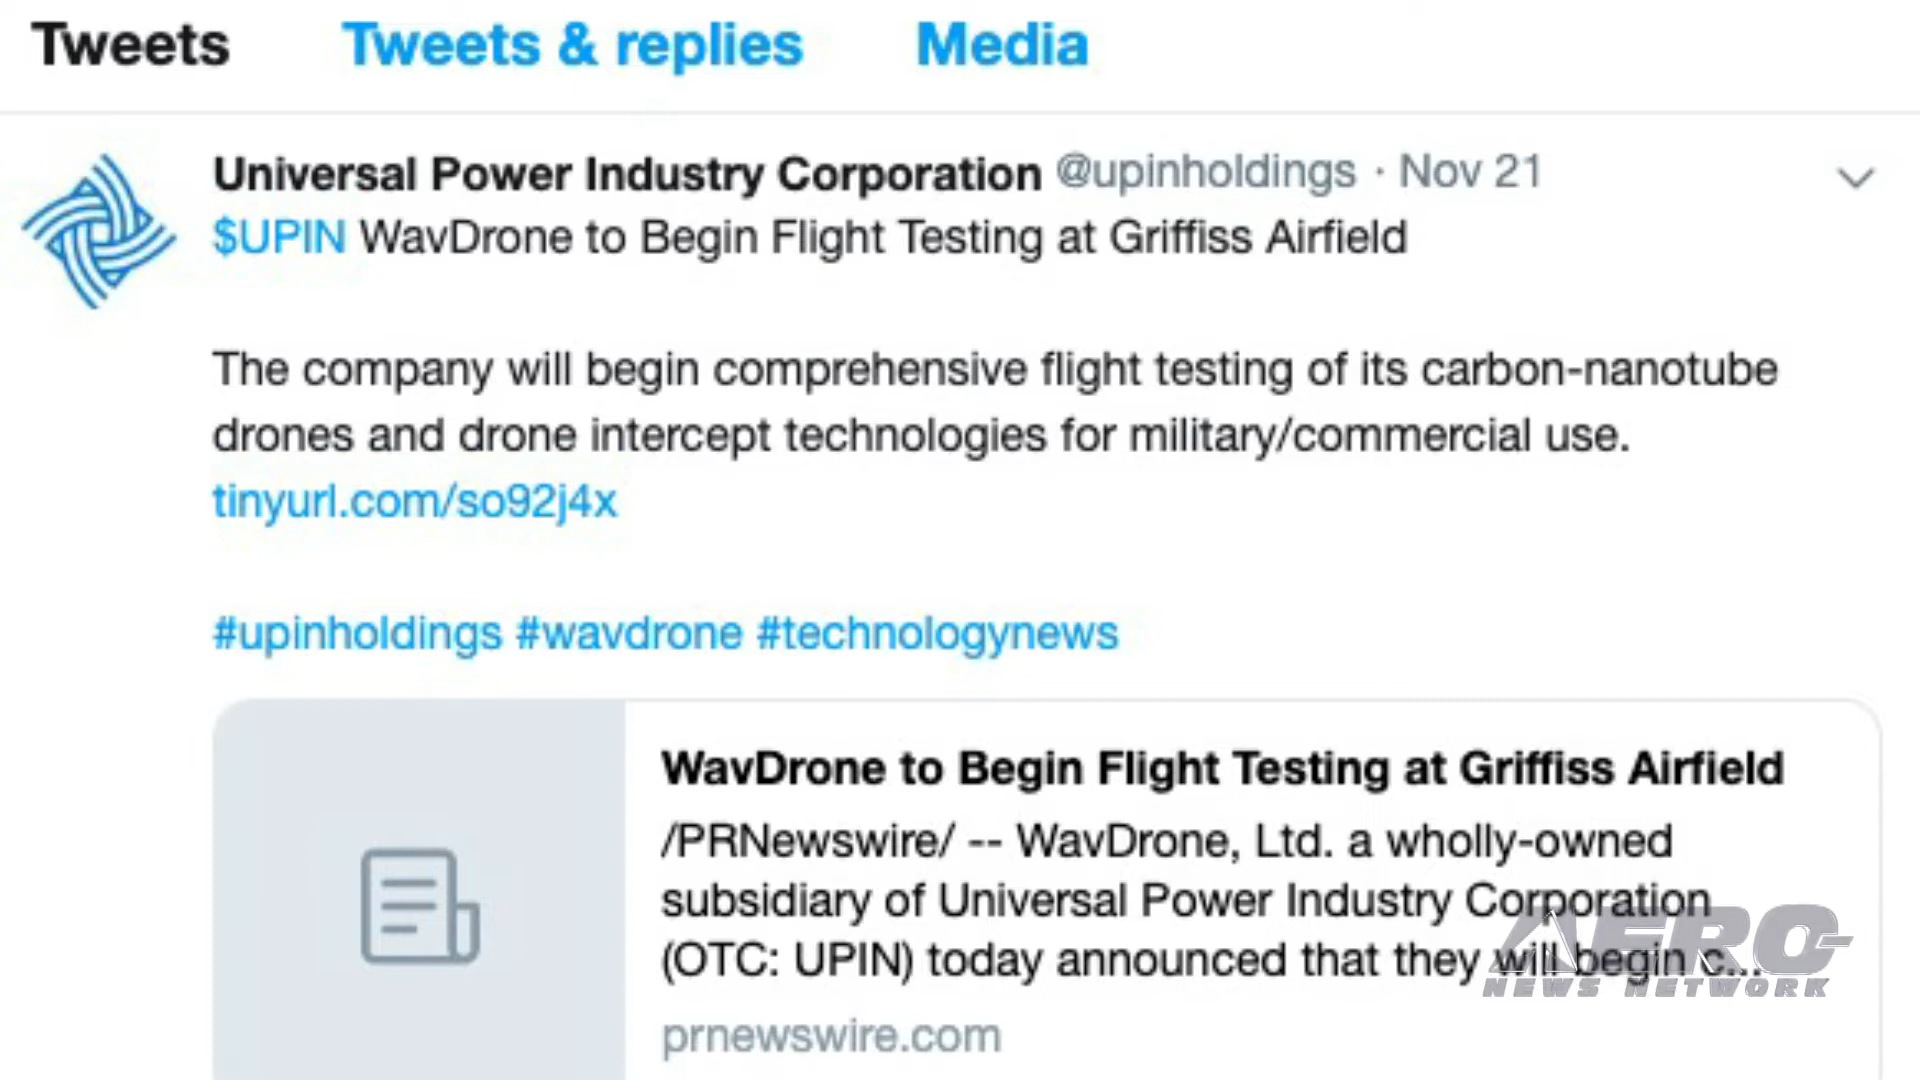 Tweets Tweets & replies Media
Universal Power Industry Corporation @upinholdings · Nov 21
$UPIN WavDrone to Begin Flight Testing at Griffiss Airfield
The company will begin comprehensive flight testing of its carbon-nanotube
drones and drone intercept technologies for military/commercial use.
tinyurl.com/so92j4x
#upinholdings #wavdrone #technologynews
WavDrone to Begin Flight Testing at Griffiss Airfield
/PRNewswire/ -- WavDrone, Ltd. a wholly-owned
subsidiary of Universal Power Industry Corporation
(OTC: UPIN) today announced that they will begin c...
prnewswire.com
AERO
NEWS NETWORK